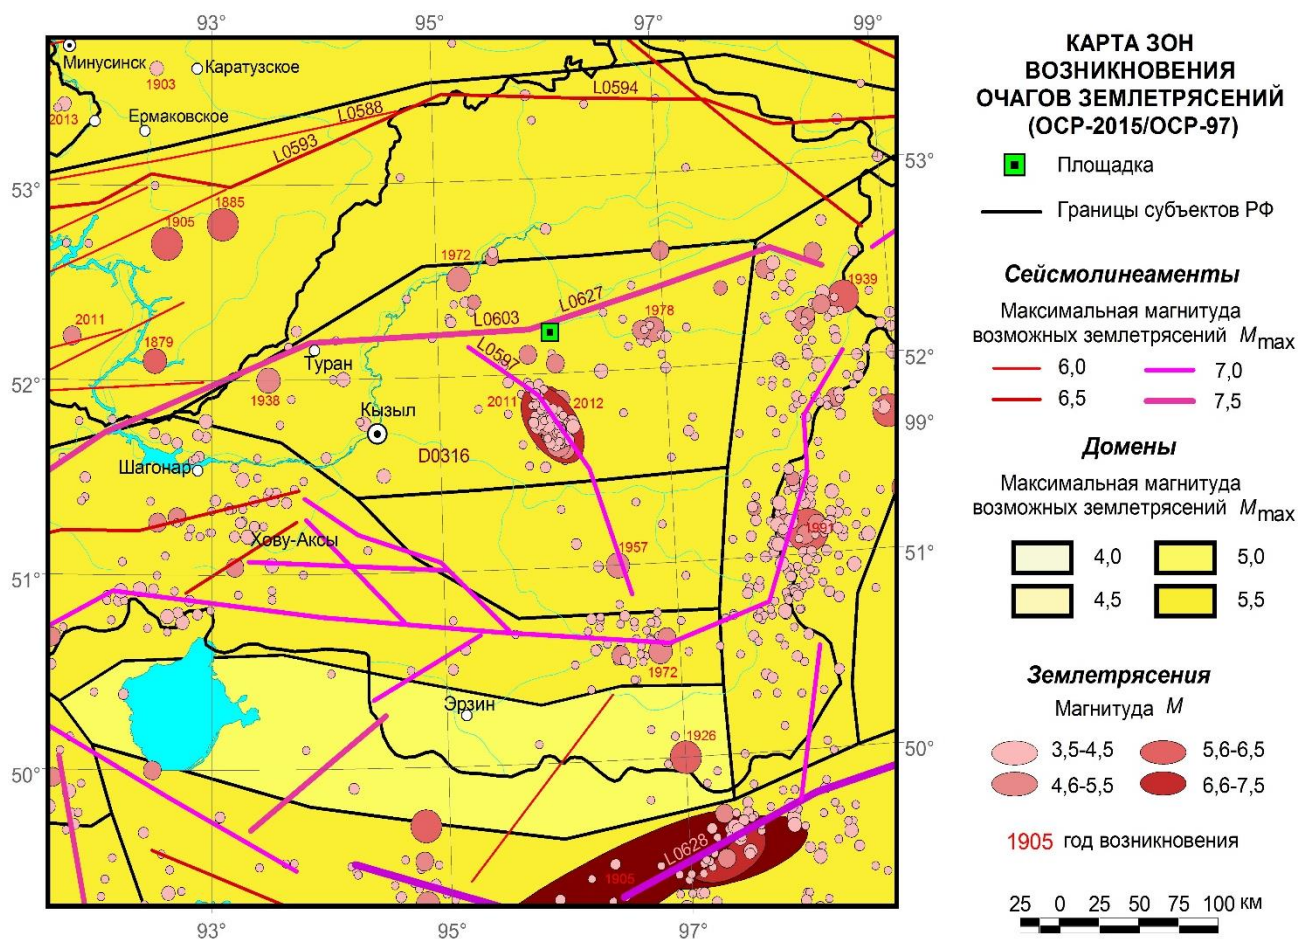 93°
95°
97°
99°
Минусинск
1903
Каратузское
2013
Ермаковское
L0588
L0593
L0594
53°
53°
1885
1905
1972
1939
2011
1879
L0603
L0627
1978
Туран
L0597
52°
52°
1938
Кызыл
2011
2012
99°
Шагонар
D0316
Хову-Аксы
1991
1957
51°
51°
1972
Эрзин
1926
50°
50°
L0628
1905
93°
95°
97°
КАРТА ЗОН
ВОЗНИКНОВЕНИЯ
ОЧАГОВ ЗЕМЛЕТРЯСЕНИЙ
(ОСР-2015/ОСР-97)
Площадка
Границы субъектов РФ
Сейсмолинеаменты
Максимальная магнитуда
возможных землетрясений Mmax
6,0
7,0
6,5
7,5
Домены
Максимальная магнитуда
возможных землетрясений Mmax
4,0
5,0
4,5
5,5
Землетрясения
Магнитуда M
3,5-4,5
5,6-6,5
4,6-5,5
6,6-7,5
1905 год возникновения
25 0 25 50 75 100 км